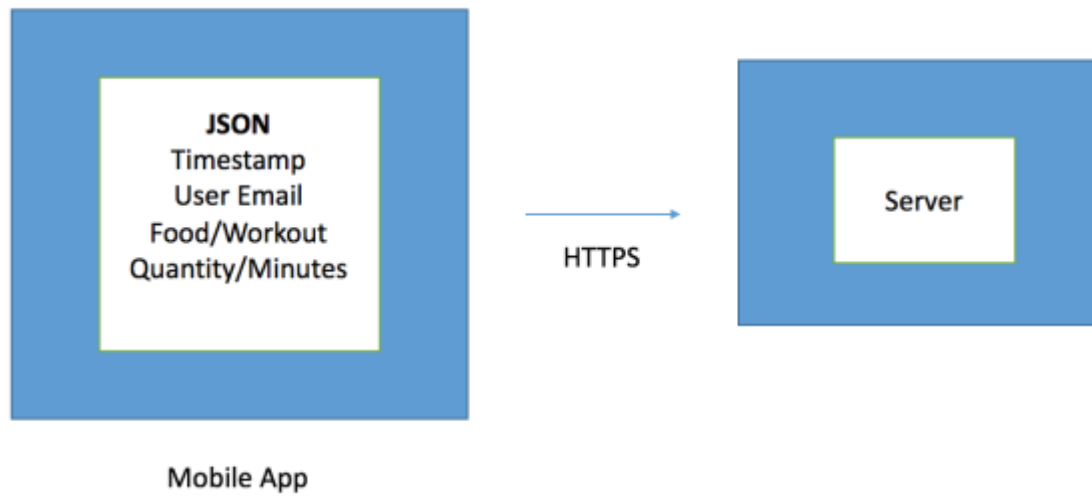 JSON
Timestamp
User Email
Food/Workout
Quantity/Minutes
HTTPS
Server
Mobile App